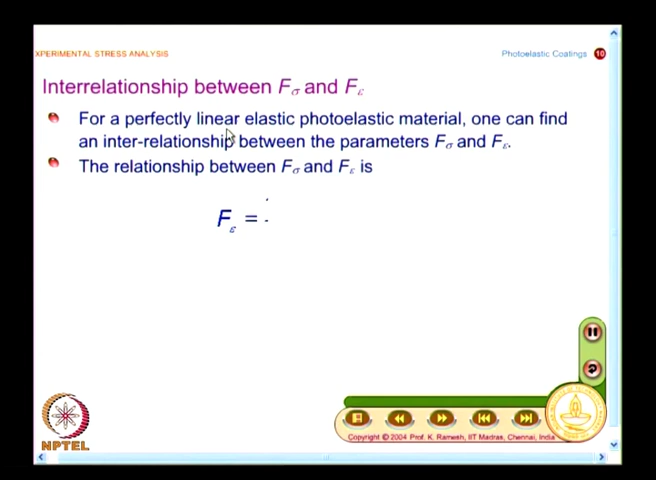 XPERIMENTAL STRESS ANALYSIS
Photoelastic Coatings 10
Interrelationship between Fσ and Fε
For a perfectly linear elastic photoelastic material, one can find
an inter-relationship between the parameters Fσ and Fε.
The relationship between Fσ and Fε is
Fε =
NPTEL
Copyright © 2004 Prof. K. Ramesh, IIT Madras, Chennai, India